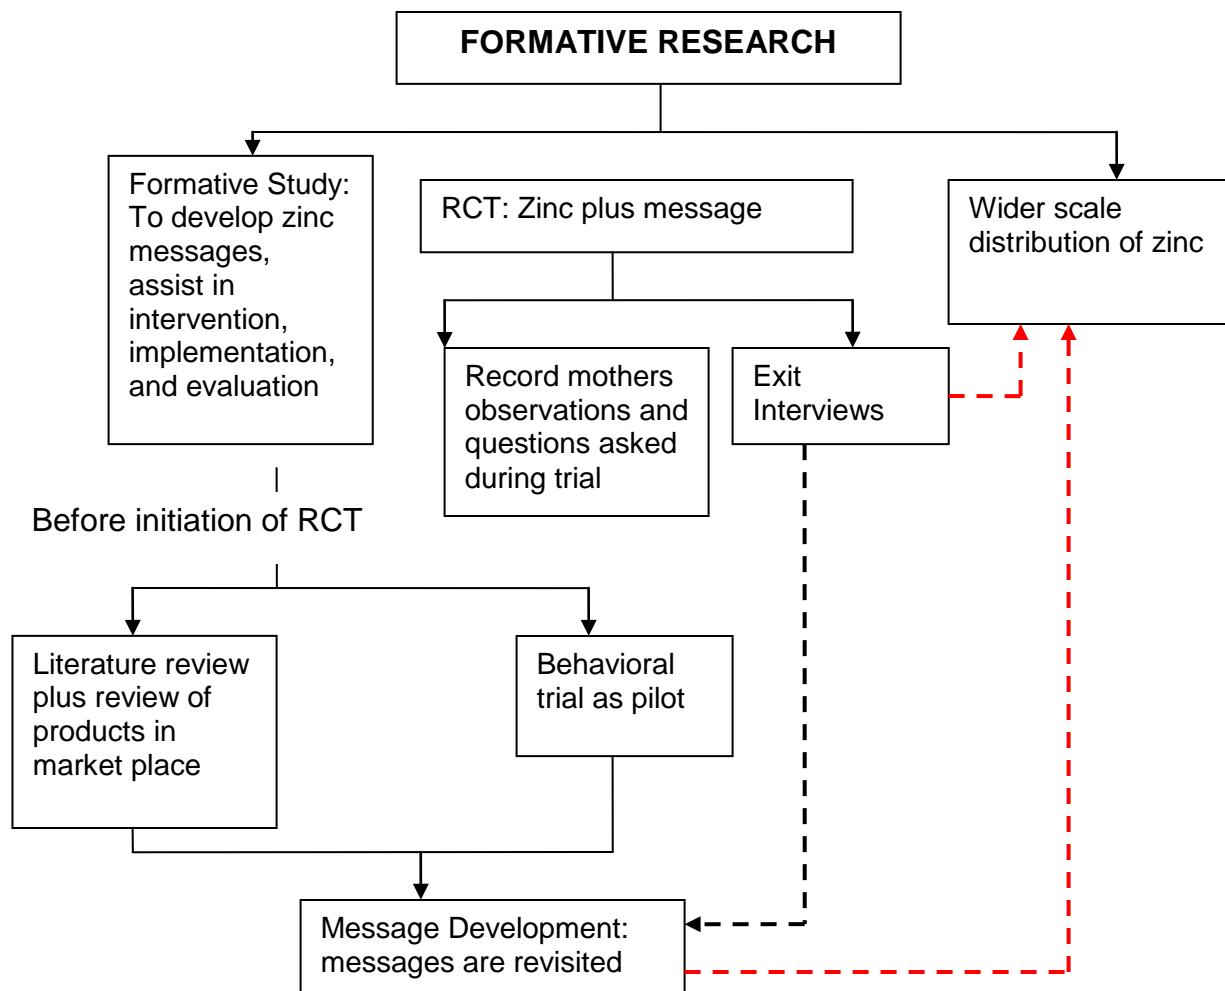 FORMATIVE RESEARCH
Formative Study:
To develop zinc
messages,
assist in
intervention,
implementation,
and evaluation
RCT: Zinc plus message
Wider scale
distribution of zinc
Record mothers
observations and
questions asked
during trial
Exit
Interviews
Before initiation of RCT
Literature review
plus review of
products in
market place
Behavioral
trial as pilot
Message Development:
messages are revisited